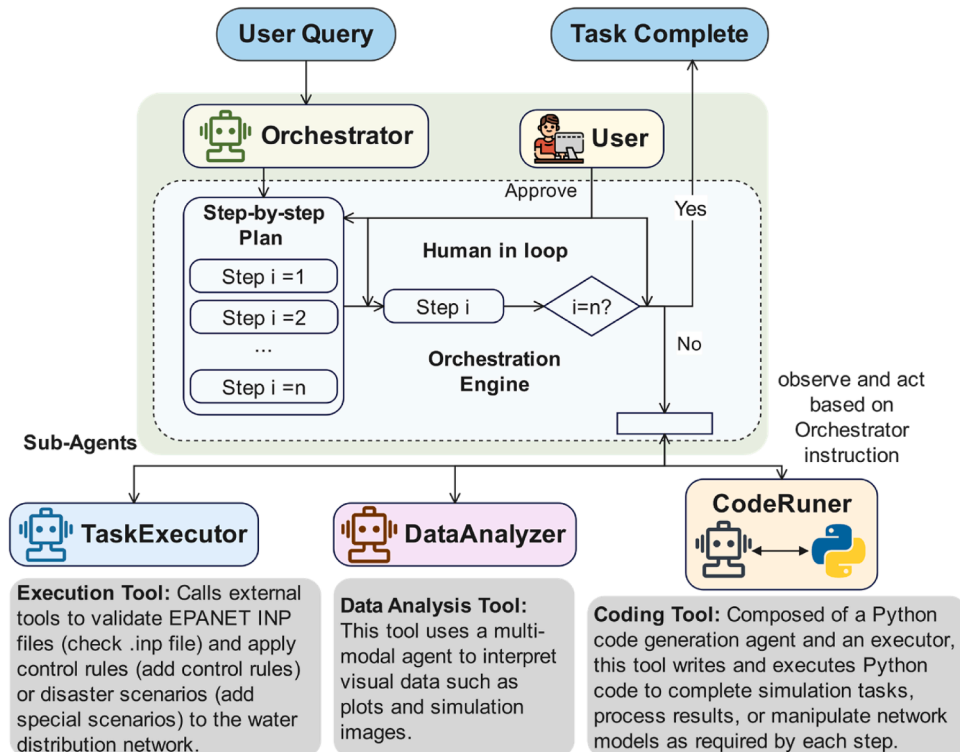 User Query
Task Complete
Orchestrator
User
Approve
Yes
Step-by-step
Plan
Step i =1
Step i =2
...
Step i =n
Human in loop
Step i
i=n?
No
Orchestration
Engine
observe and act
based on
Orchestrator
instruction
Sub-Agents
TaskExecutor
DataAnalyzer
CodeRuner
Execution Tool: Calls external
tools to validate EPANET INP
files (check .inp file) and apply
control rules (add control rules)
or disaster scenarios (add
special scenarios) to the water
distribution network.
Data Analysis Tool:
This tool uses a multi-
modal agent to interpret
visual data such as
plots and simulation
images.
Coding Tool: Composed of a Python
code generation agent and an executor,
this tool writes and executes Python
code to complete simulation tasks,
process results, or manipulate network
models as required by each step.